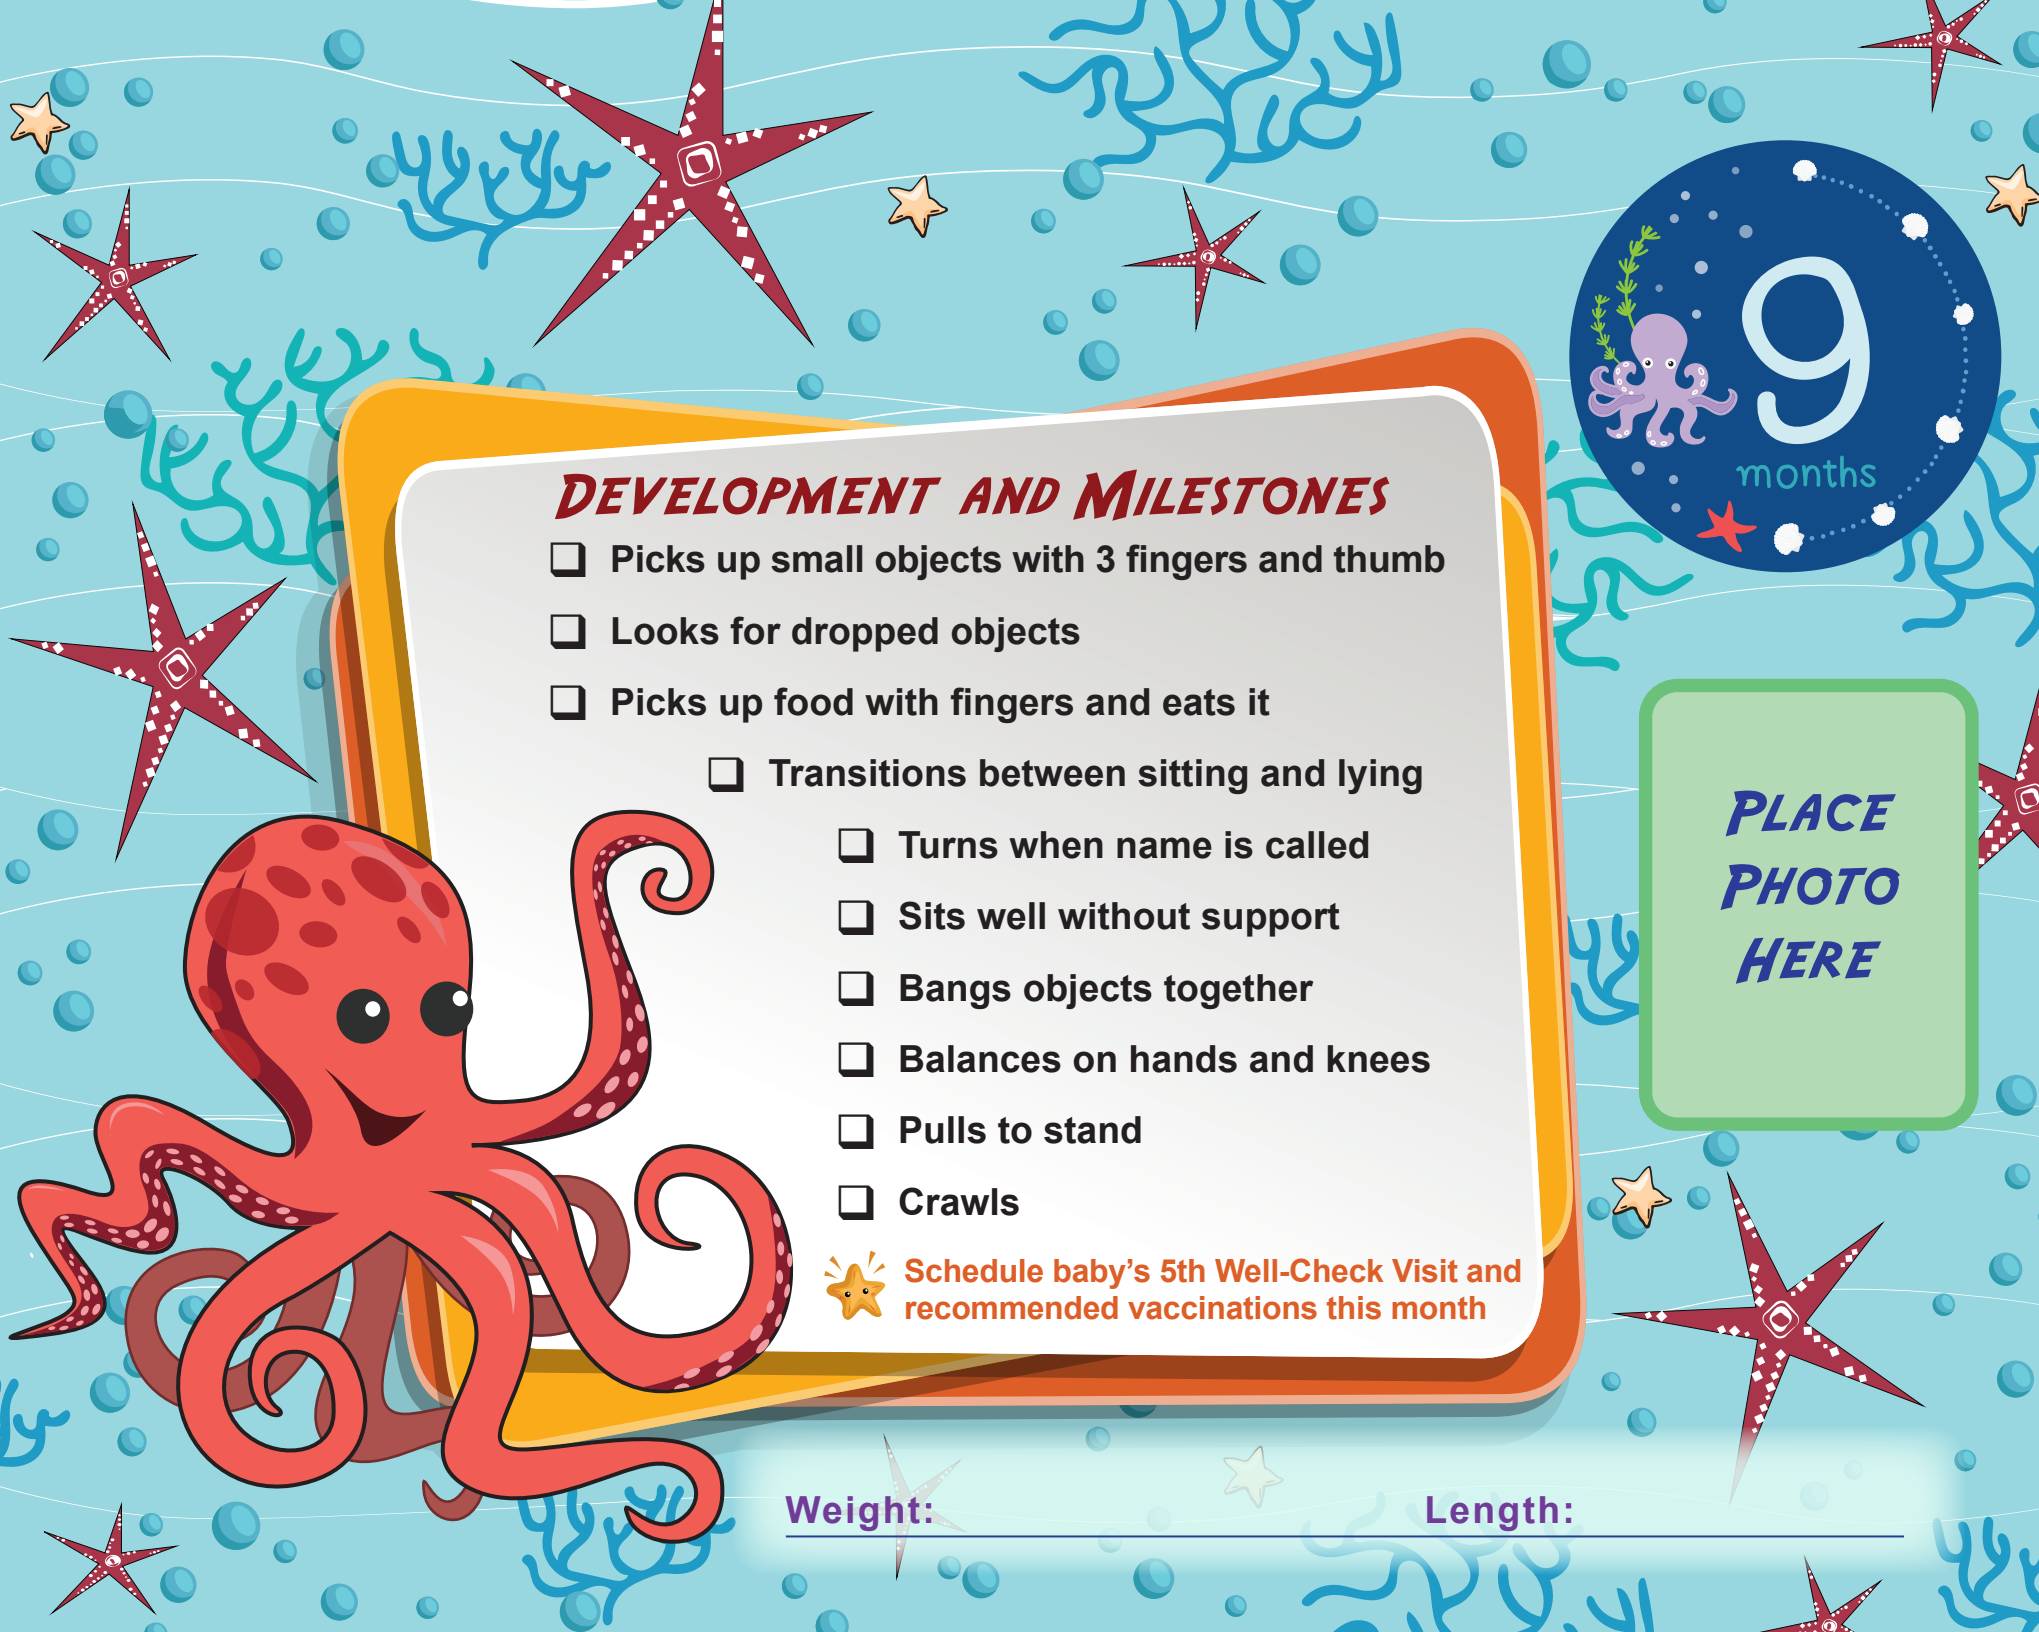 9
months
Development and Milestones
❑ Picks up small objects with 3 fingers and thumb
❑ Looks for dropped objects
❑ Picks up food with fingers and eats it
❑ Transitions between sitting and lying
❑ Turns when name is called
❑ Sits well without support
❑ Bangs objects together
❑ Balances on hands and knees
❑ Pulls to stand
❑ Crawls
Schedule baby’s 5th Well-Check Visit and
recommended vaccinations this month
Place
Photo
Here
Weight: Length: